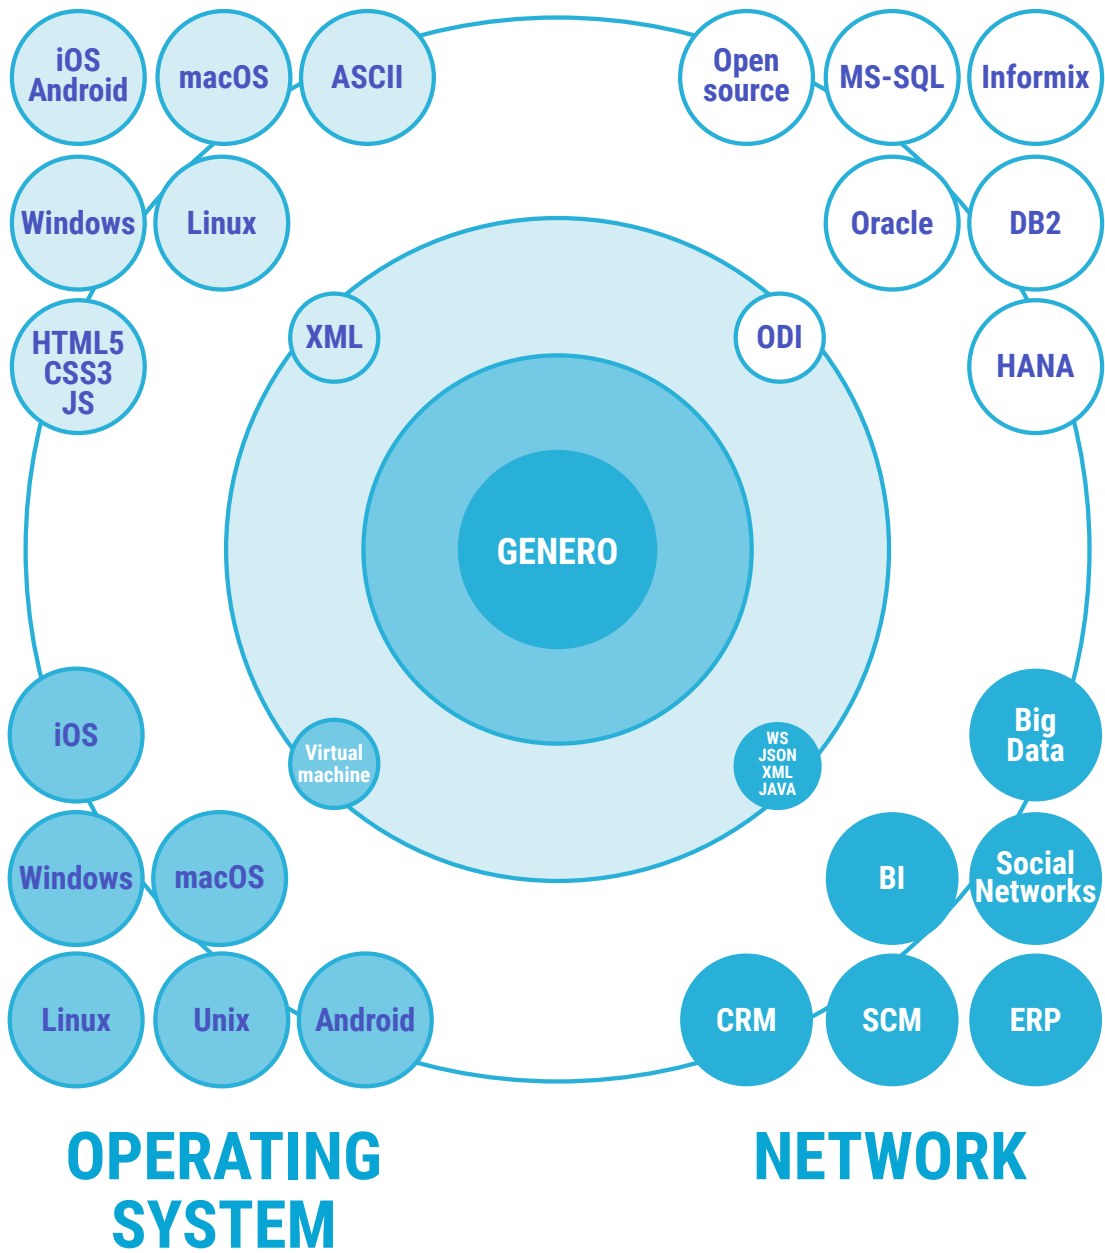 iOS
Android
macOS
ASCII
Open
source
MS-SQL
Informix
Windows
Linux
Oracle
DB2
HTML5
CSS3
JS
XML
ODI
HANA
GENERO
iOS
Virtual
machine
WS
JSON
XML
JAVA
Big
Data
Windows
macOS
BI
Social
Networks
Linux
Unix
Android
CRM
SCM
ERP
OPERATING
SYSTEM
NETWORK